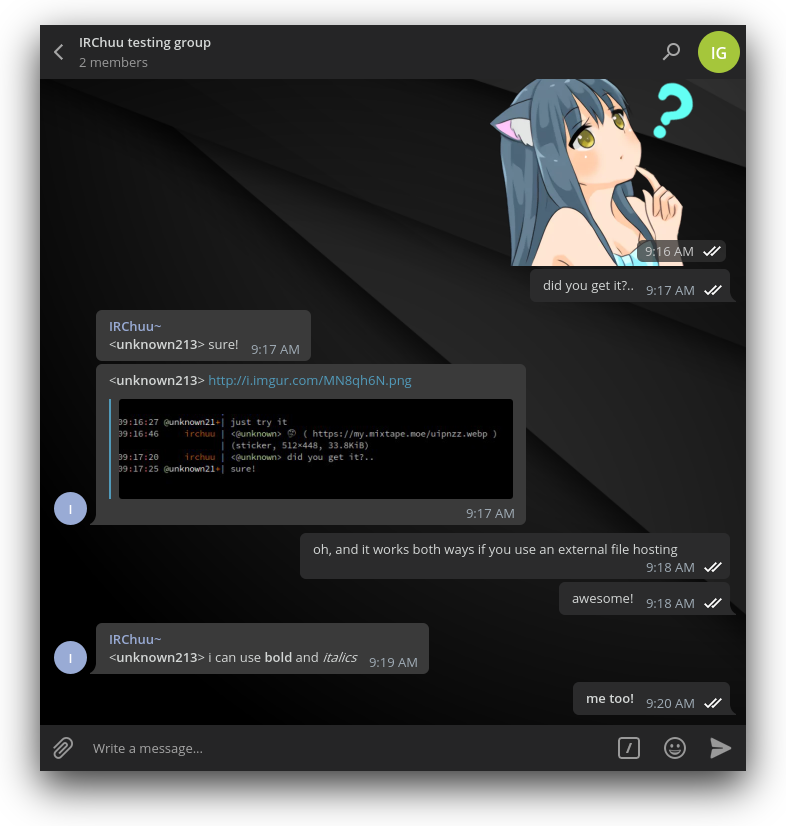 IRChuu testing group
2 members
IG
?
9:16 AM
did you get it?.. 9:17 AM
IRChuu~
<unknown213> sure! 9:17 AM
<unknown213> http://i.imgur.com/MN8qh6N.png
09:16:27 @unknown21+| just try it
09:16:46 irchuu | <@unknown> ( https://my.mixtape.moe/uipnzz.webp )
| (sticker, 512×448, 33.8KiB)
09:17:20 irchuu | <@unknown> did you get it?..
09:17:25 @unknown21+| sure!
9:17 AM
I
oh, and it works both ways if you use an external file hosting
9:18 AM
awesome! 9:18 AM
IRChuu~
<unknown213> i can use bold and italics 9:19 AM
I
me too! 9:20 AM
Write a message...
/